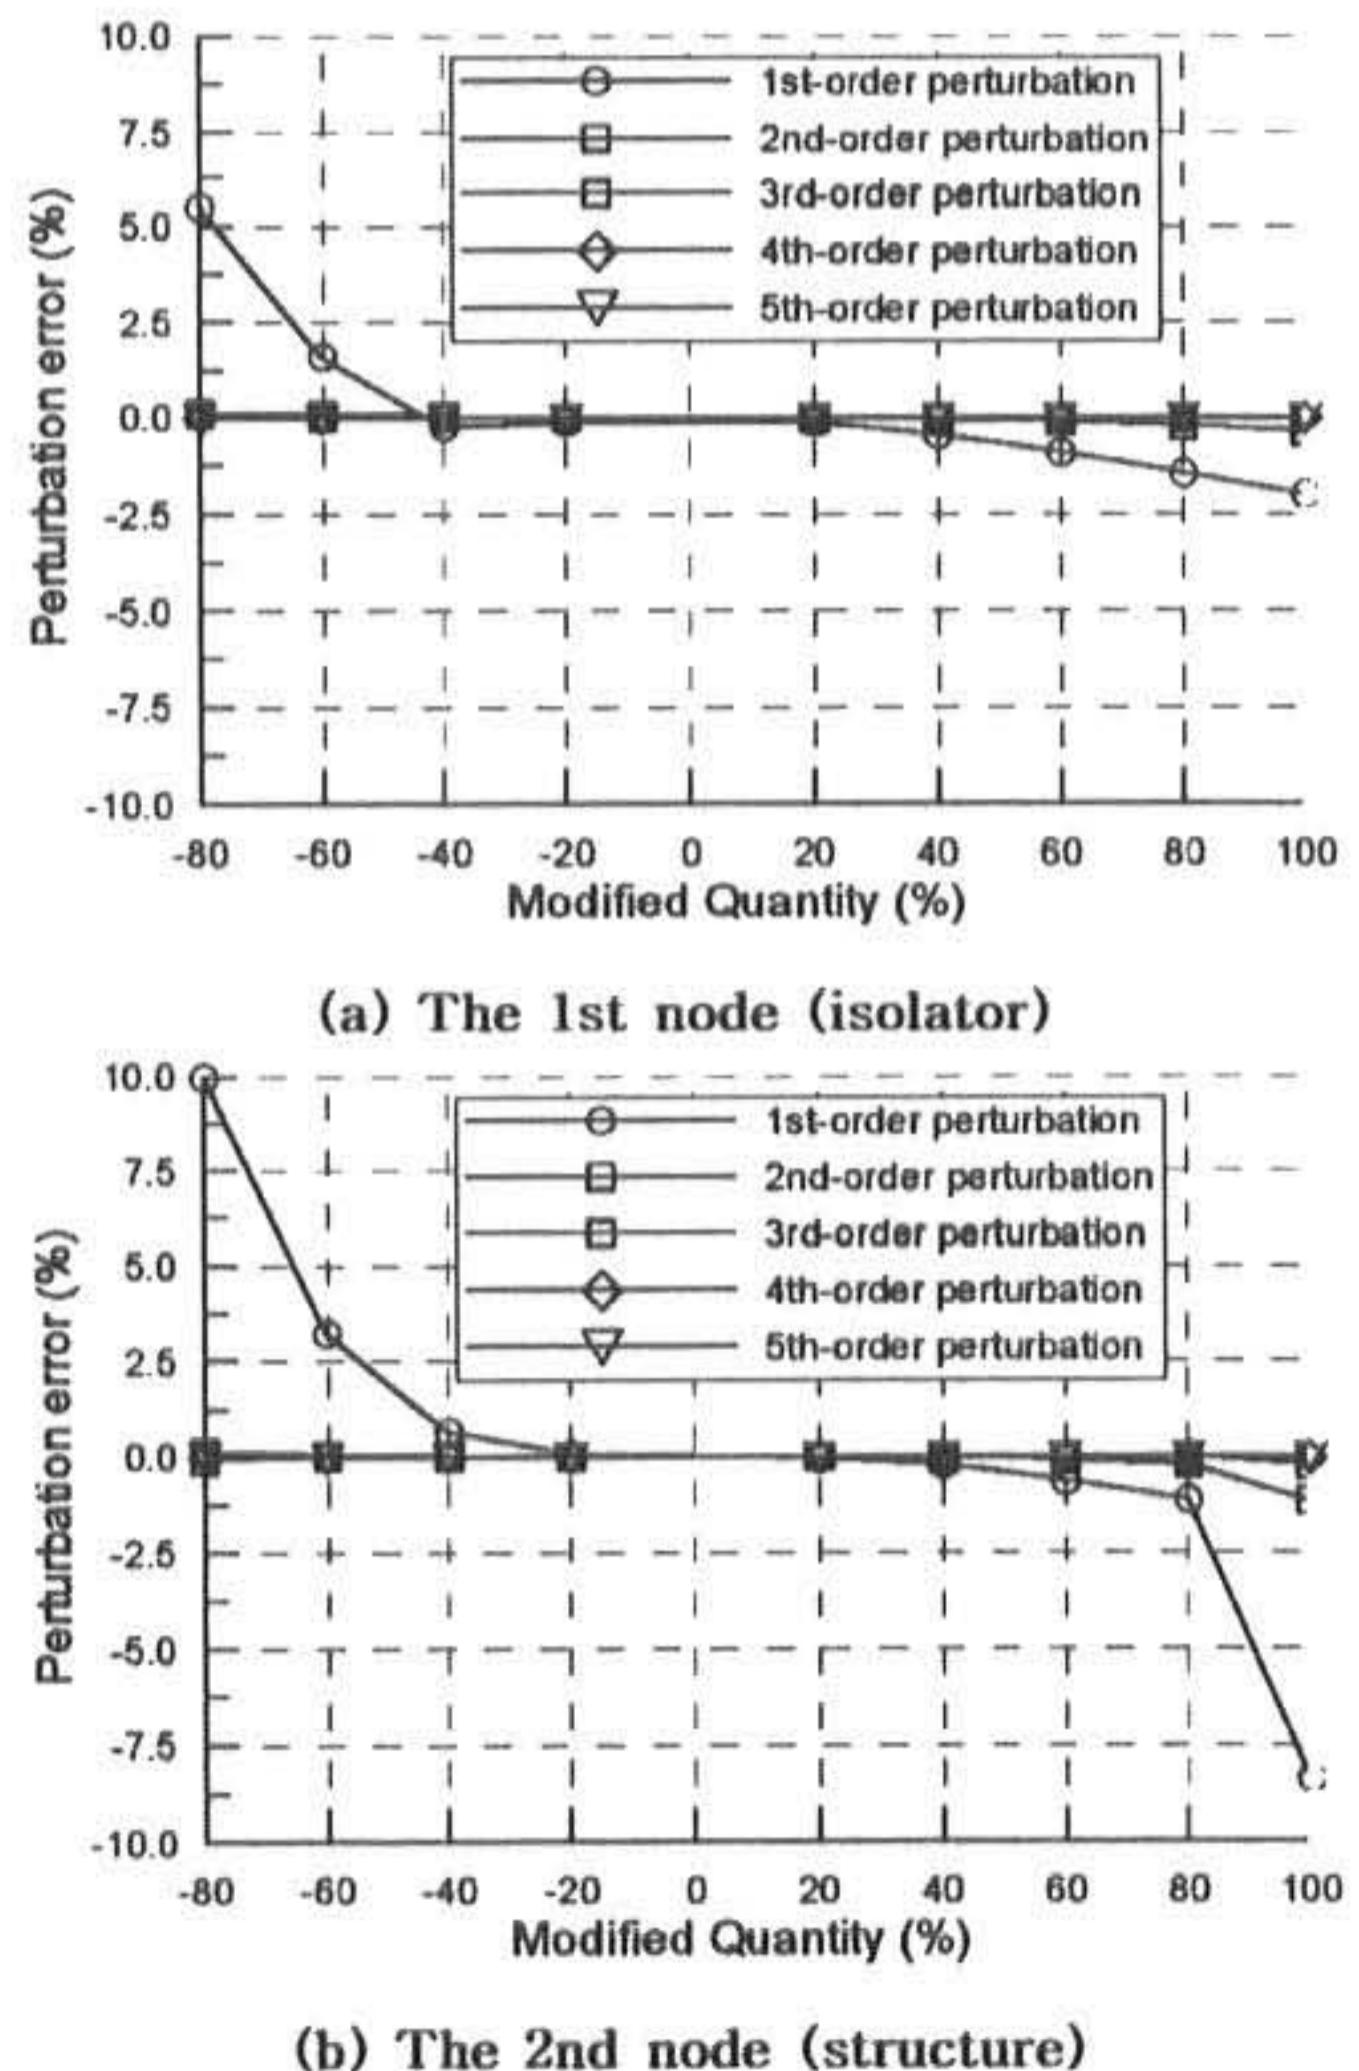 10.0
7.5
5.0
2.5
0.0
-2.5
-5.0
-7.5
-10.0
Perturbation error (%)
1st-order perturbation
2nd-order perturbation
3rd-order perturbation
4th-order perturbation
5th-order perturbation
-80 -60 -40 -20 0 20 40 60 80 100
Modified Quantity (%)
(a) The 1st node (isolator)
10.0
7.5
5.0
2.5
0.0
-2.5
-5.0
-7.5
-10.0
Perturbation error (%)
1st-order perturbation
2nd-order perturbation
3rd-order perturbation
4th-order perturbation
5th-order perturbation
-80 -60 -40 -20 0 20 40 60 80 100
Modified Quantity (%)
(b) The 2nd node (structure)